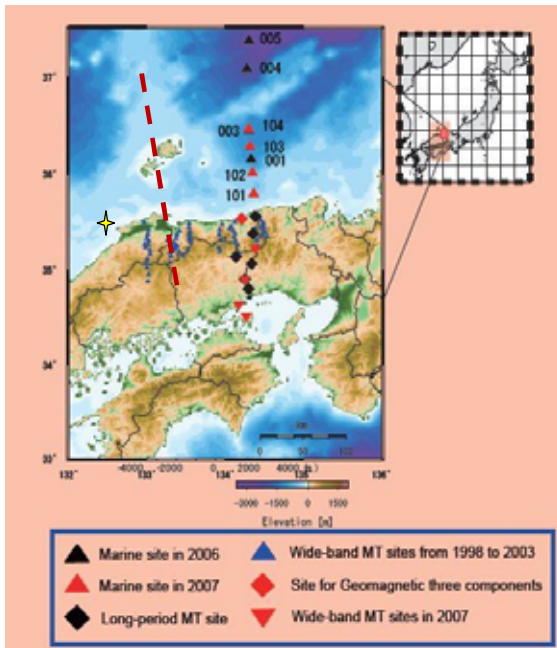 005
37°
004
003 104
103
001
102
36°
101
35°
34°
0 50 100
33°
132° 133° 134° 135° 136°
-4000 -2000 0 2000 4000
-3000 -1500 0 1500
Elevation [m]
Marine site in 2006
Wide-band MT sites from 1998 to 2003
Marine site in 2007
Site for Geomagnetic three components
Long-period MT site
Wide-band MT sites in 2007